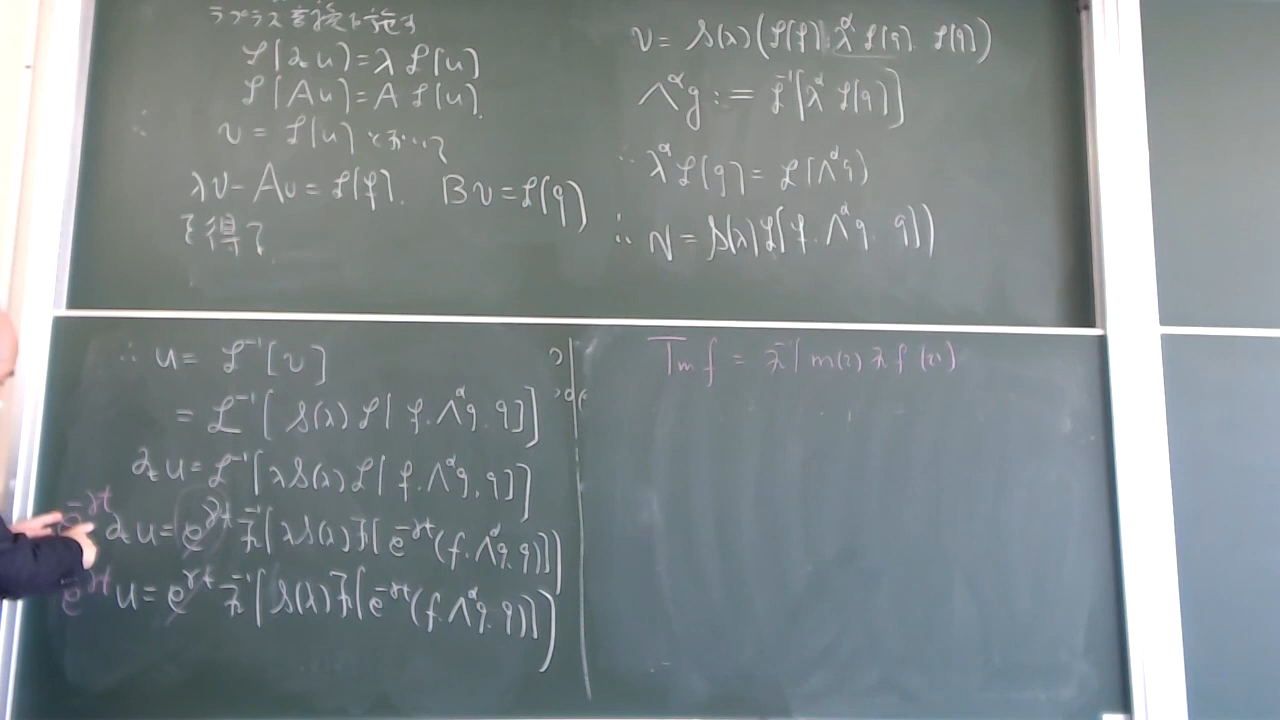 ラプラス変換を施す
ℒ[∂ₜu] = λ ℒ[u]
ℒ[Au] = A ℒ[u].
∴ v = ℒ[u] とおいて
λv - Av = ℒ[f]. Bv = ℒ[g]
を得て
v = S(λ)(ℒ[f], λ^α ℒ[g], ℒ[g])
Λ^α g := ℒ⁻¹[λ^α ℒ[g]]
∴ λ^α ℒ[g] = ℒ[Λ^α g]
∴ v = S(λ) ℒ[f, Λ^α g, g])
∴ u = ℒ⁻¹[v]
= ℒ⁻¹[S(λ) ℒ[f, Λ^α g, g]]
∂ₜu = ℒ⁻¹[λS(λ) ℒ[f, Λ^α g, g]]
e^{-γt} ∂ₜu = e^{γt} ℱ⁻¹[λS(λ) ℱ[e^{-γt}(f, Λ^α g, g)]]
e^{-γt} u = e^{γt} ℱ⁻¹[S(λ) ℱ[e^{-γt}(f, Λ^α g, g)]]
T_m f = ℱ⁻¹[m(τ) ℱf(τ)]